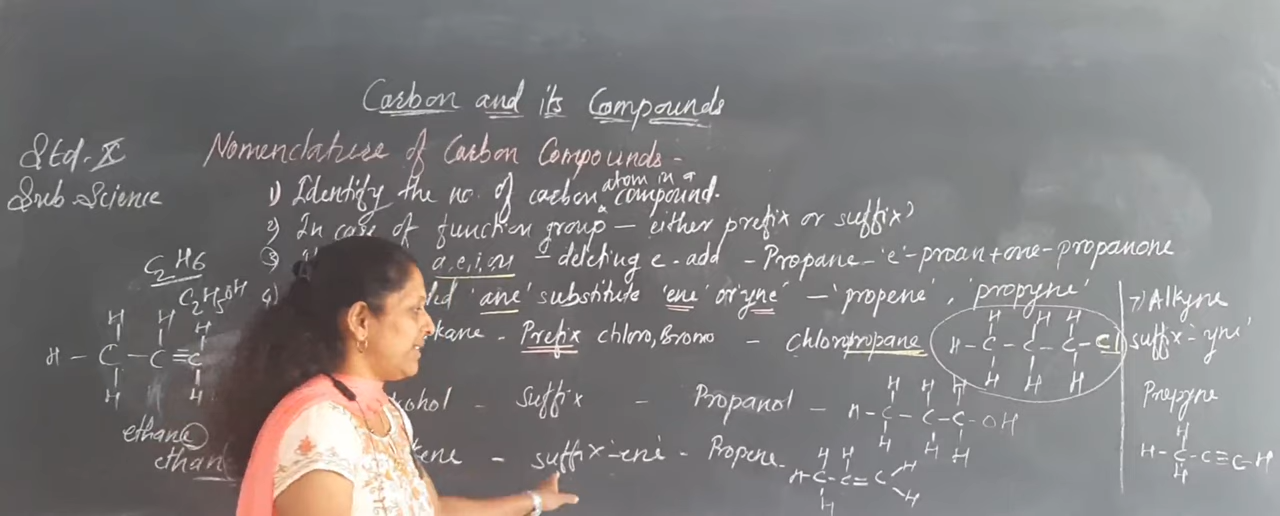 Carbon and its Compounds
Std-X
Sub-Science
Nomenclature of Carbon Compounds-
1) Identify the no. of carbon atom in a compound.
2) In case of a function group - either prefix or suffix
3) a,e,i,o,u - deleting e-add - Propane-'e'-proan+one-propanone
4) 'ane' substitute 'ene' or 'yne' - 'propene', 'propyne'
kane - Prefix chloro, Bromo - chloropropane
ohol - suffix - Propanol -
ene - suffix-ene - Propene-
C2H6
C2H5OH
H H H
H - C - C ≡ C
H H
ethane
ethan
H H H
H-C-C-C-Cl
H H H
H H H
H-C-C-C-OH
H H H
H H H
H-C-C=C
H H
7) Alkyne
suffix-'yne'
Propyne
H
H-C-C≡C-H
H